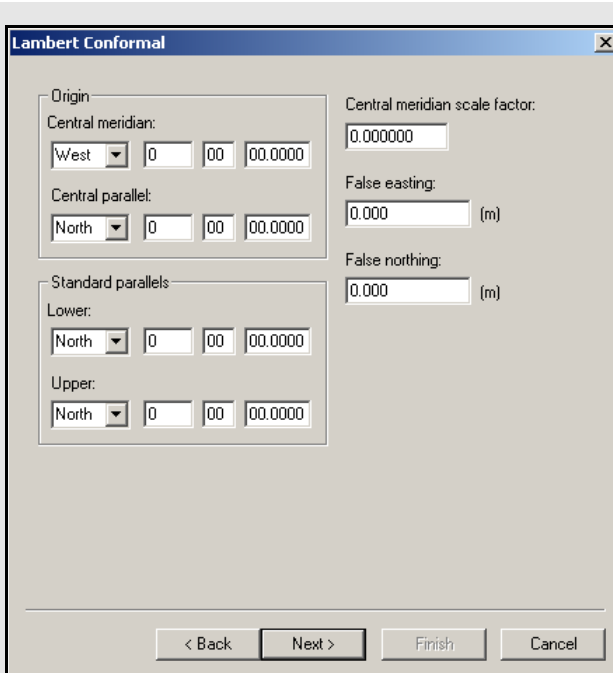 Lambert Conformal
Origin
Central meridian:
West 0 00 00.0000
Central parallel:
North 0 00 00.0000
Standard parallels
Lower:
North 0 00 00.0000
Upper:
North 0 00 00.0000
Central meridian scale factor:
0.000000
False easting:
0.000 (m)
False northing:
0.000 (m)
< Back Next > Finish Cancel